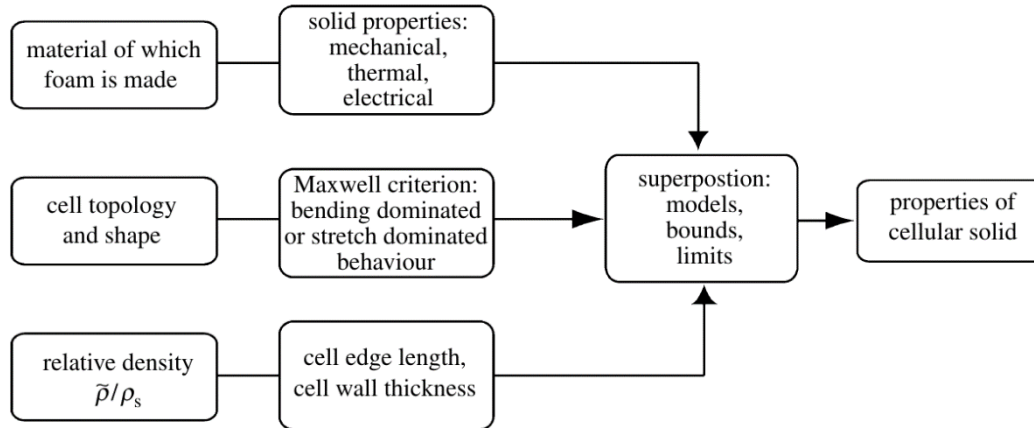 material of which
foam is made
solid properties:
mechanical,
thermal,
electrical
cell topology
and shape
Maxwell criterion:
bending dominated
or stretch dominated
behaviour
superpostion:
models,
bounds,
limits
properties of
cellular solid
relative density
ρ̃/ρₛ
cell edge length,
cell wall thickness